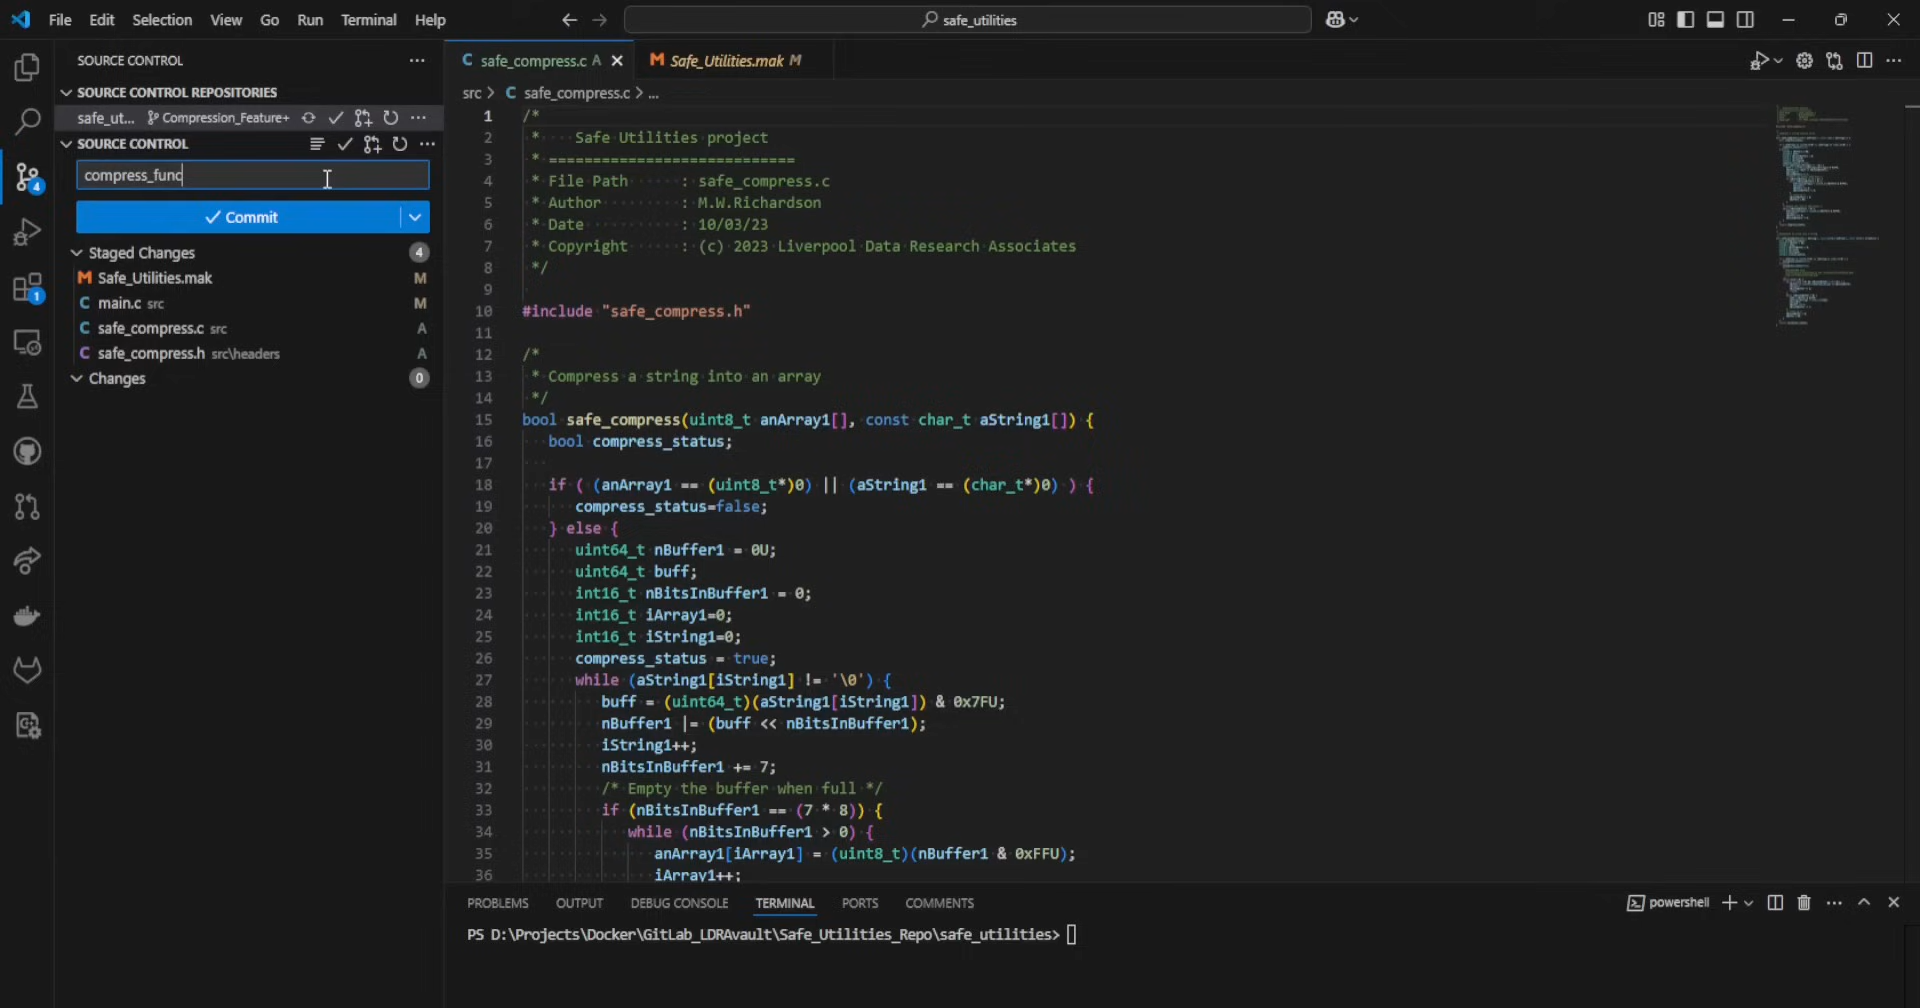 File Edit Selection View Go Run Terminal Help
safe_utilities
SOURCE CONTROL
SOURCE CONTROL REPOSITORIES
safe_ut... Compression_Feature+
SOURCE CONTROL
compress_func
Commit
Staged Changes 4
Safe_Utilities.mak M
main.c src M
safe_compress.c src A
safe_compress.h src\headers A
Changes 0
4
1
safe_compress.c A
Safe_Utilities.mak M
src > C safe_compress.c > ...
1 /*
2 * Safe Utilities project
3 * ============================
4 * File Path : safe_compress.c
5 * Author : M.W.Richardson
6 * Date : 10/03/23
7 * Copyright : (c) 2023 Liverpool Data Research Associates
8 */
9
10 #include "safe_compress.h"
11
12 /*
13 * Compress a string into an array
14 */
15 bool safe_compress(uint8_t anArray1[], const char_t aString1[]) {
16 bool compress_status;
17
18 if ( (anArray1 == (uint8_t*)0) || (aString1 == (char_t*)0) ) {
19 compress_status=false;
20 } else {
21 uint64_t nBuffer1 = 0U;
22 uint64_t buff;
23 int16_t nBitsInBuffer1 = 0;
24 int16_t iArray1=0;
25 int16_t iString1=0;
26 compress_status = true;
27 while (aString1[iString1] != '\0') {
28 buff = (uint64_t)(aString1[iString1]) & 0x7FU;
29 nBuffer1 |= (buff << nBitsInBuffer1);
30 iString1++;
31 nBitsInBuffer1 += 7;
32 /* Empty the buffer when full */
33 if (nBitsInBuffer1 == (7 * 8)) {
34 while (nBitsInBuffer1 > 0) {
35 anArray1[iArray1] = (uint8_t)(nBuffer1 & 0xFFU);
36 iArray1++;
PROBLEMS OUTPUT DEBUG CONSOLE TERMINAL PORTS COMMENTS
powershell
PS D:\Projects\Docker\GitLab_LDRAvault\Safe_Utilities_Repo\safe_utilities>